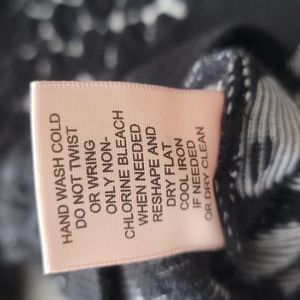 HAND WASH COLD
DO NOT TWIST
OR WRING
ONLY NON-
CHLORINE BLEACH
WHEN NEEDED
RESHAPE AND
DRY FLAT
COOL IRON
IF NEEDED
OR DRY CLEAN